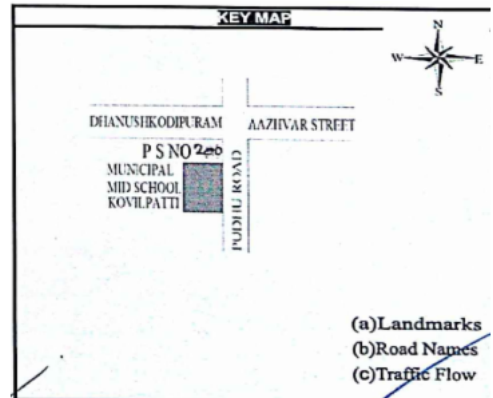 KEY MAP
N
W E
S
DHANUSHKODIPURAM AAZHVAR STREET
P S NO 200
MUNICIPAL
MID SCHOOL
KOVILPATTI
PUDHU ROAD
(a)Landmarks
(b)Road Names
(c)Traffic Flow